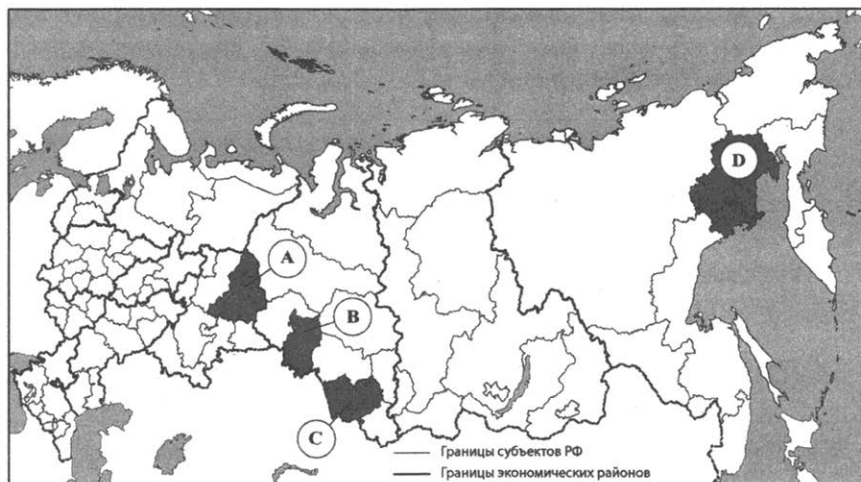 D
A
B
C
Границы субъектов РФ
Границы экономических районов